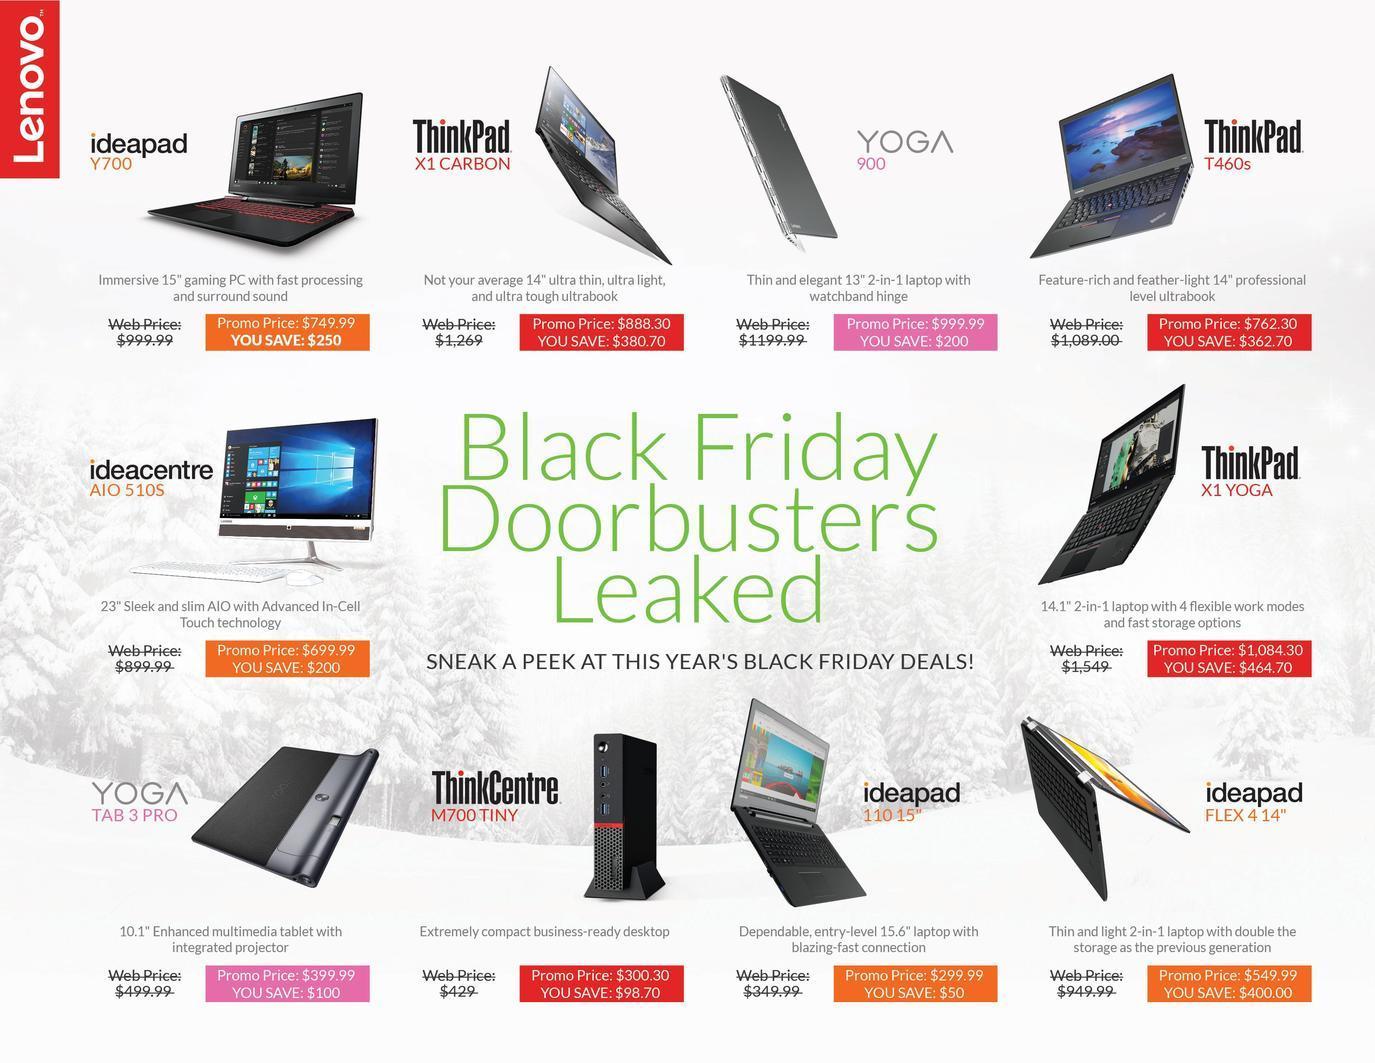 Lenovo™
ideapad
Y700
Immersive 15" gaming PC with fast processing
and surround sound
Web Price:
$999.99
Promo Price: $749.99
YOU SAVE: $250
ThinkPad
X1 CARBON
Not your average 14" ultra thin, ultra light,
and ultra tough ultrabook
Web Price:
$1,269
Promo Price: $888.30
YOU SAVE: $380.70
YOGA
900
Thin and elegant 13" 2-in-1 laptop with
watchband hinge
Web Price:
$1199.99
Promo Price: $999.99
YOU SAVE: $200
ThinkPad
T460s
Feature-rich and feather-light 14" professional
level ultrabook
Web Price:
$1,089.00
Promo Price: $762.30
YOU SAVE: $362.70
ideacentre
AIO 510S
23" Sleek and slim AIO with Advanced In-Cell
Touch technology
Web Price:
$899.99
Promo Price: $699.99
YOU SAVE: $200
Black Friday
Doorbusters
Leaked
SNEAK A PEEK AT THIS YEAR'S BLACK FRIDAY DEALS!
ThinkPad
X1 YOGA
14.1" 2-in-1 laptop with 4 flexible work modes
and fast storage options
Web Price:
$1,549
Promo Price: $1,084.30
YOU SAVE: $464.70
YOGA
TAB 3 PRO
10.1" Enhanced multimedia tablet with
integrated projector
Web Price:
$499.99
Promo Price: $399.99
YOU SAVE: $100
ThinkCentre
M700 TINY
Extremely compact business-ready desktop
Web Price:
$429
Promo Price: $300.30
YOU SAVE: $98.70
ideapad
110 15"
Dependable, entry-level 15.6" laptop with
blazing-fast connection
Web Price:
$349.99
Promo Price: $299.99
YOU SAVE: $50
ideapad
FLEX 4 14"
Thin and light 2-in-1 laptop with double the
storage as the previous generation
Web Price:
$949.99
Promo Price: $549.99
YOU SAVE: $400.00